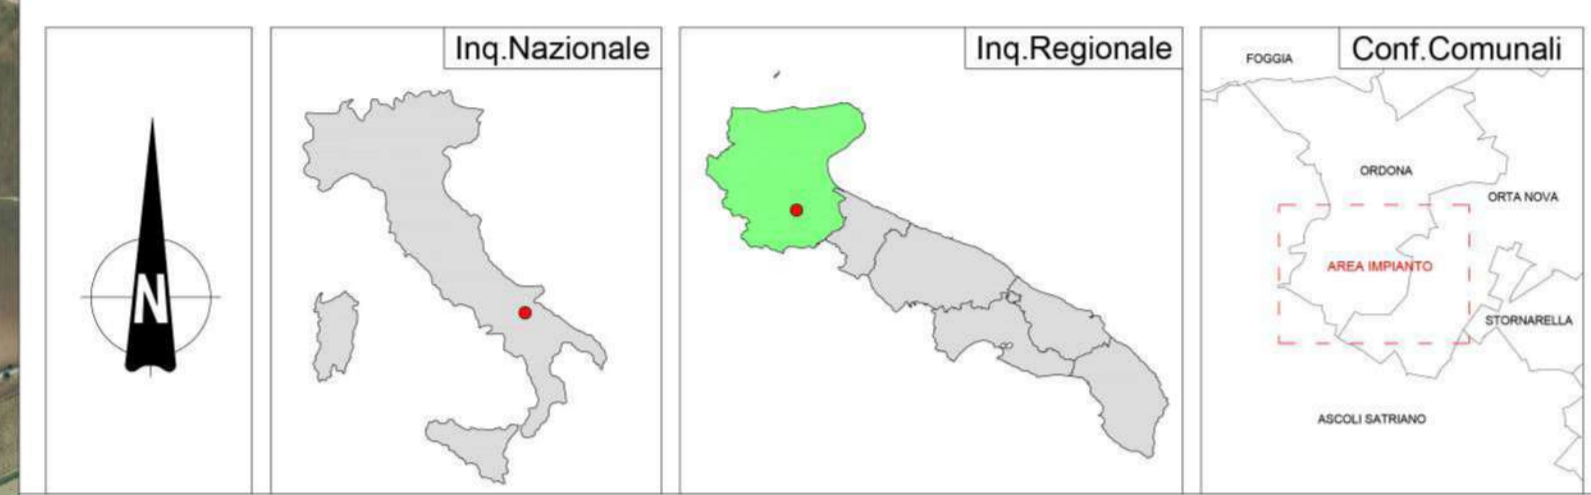 N
Inq.Nazionale
Inq.Regionale
Conf.Comunali
FOGGIA
ORDONA
ORTA NOVA
AREA IMPIANTO
STORNARELLA
ASCOLI SATRIANO